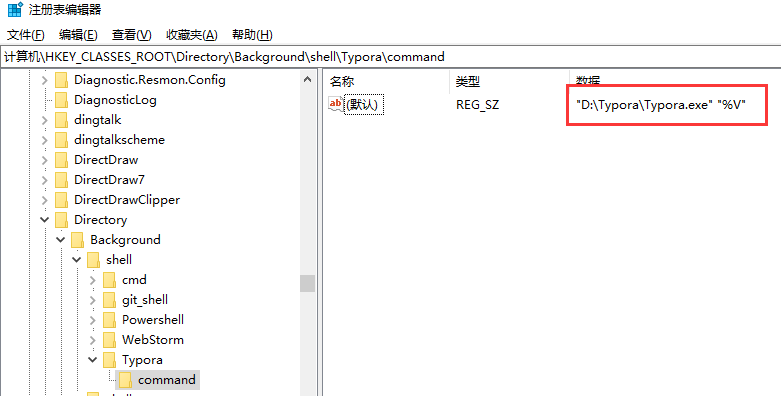 注册表编辑器
文件(F) 编辑(E) 查看(V) 收藏夹(A) 帮助(H)
计算机\HKEY_CLASSES_ROOT\Directory\Background\shell\Typora\command
Diagnostic.Resmon.Config
DiagnosticLog
dingtalk
dingtalkscheme
DirectDraw
DirectDraw7
DirectDrawClipper
Directory
Background
shell
cmd
git_shell
Powershell
WebStorm
Typora
command
名称 类型 数据
ab (默认) REG_SZ "D:\Typora\Typora.exe" "%V"